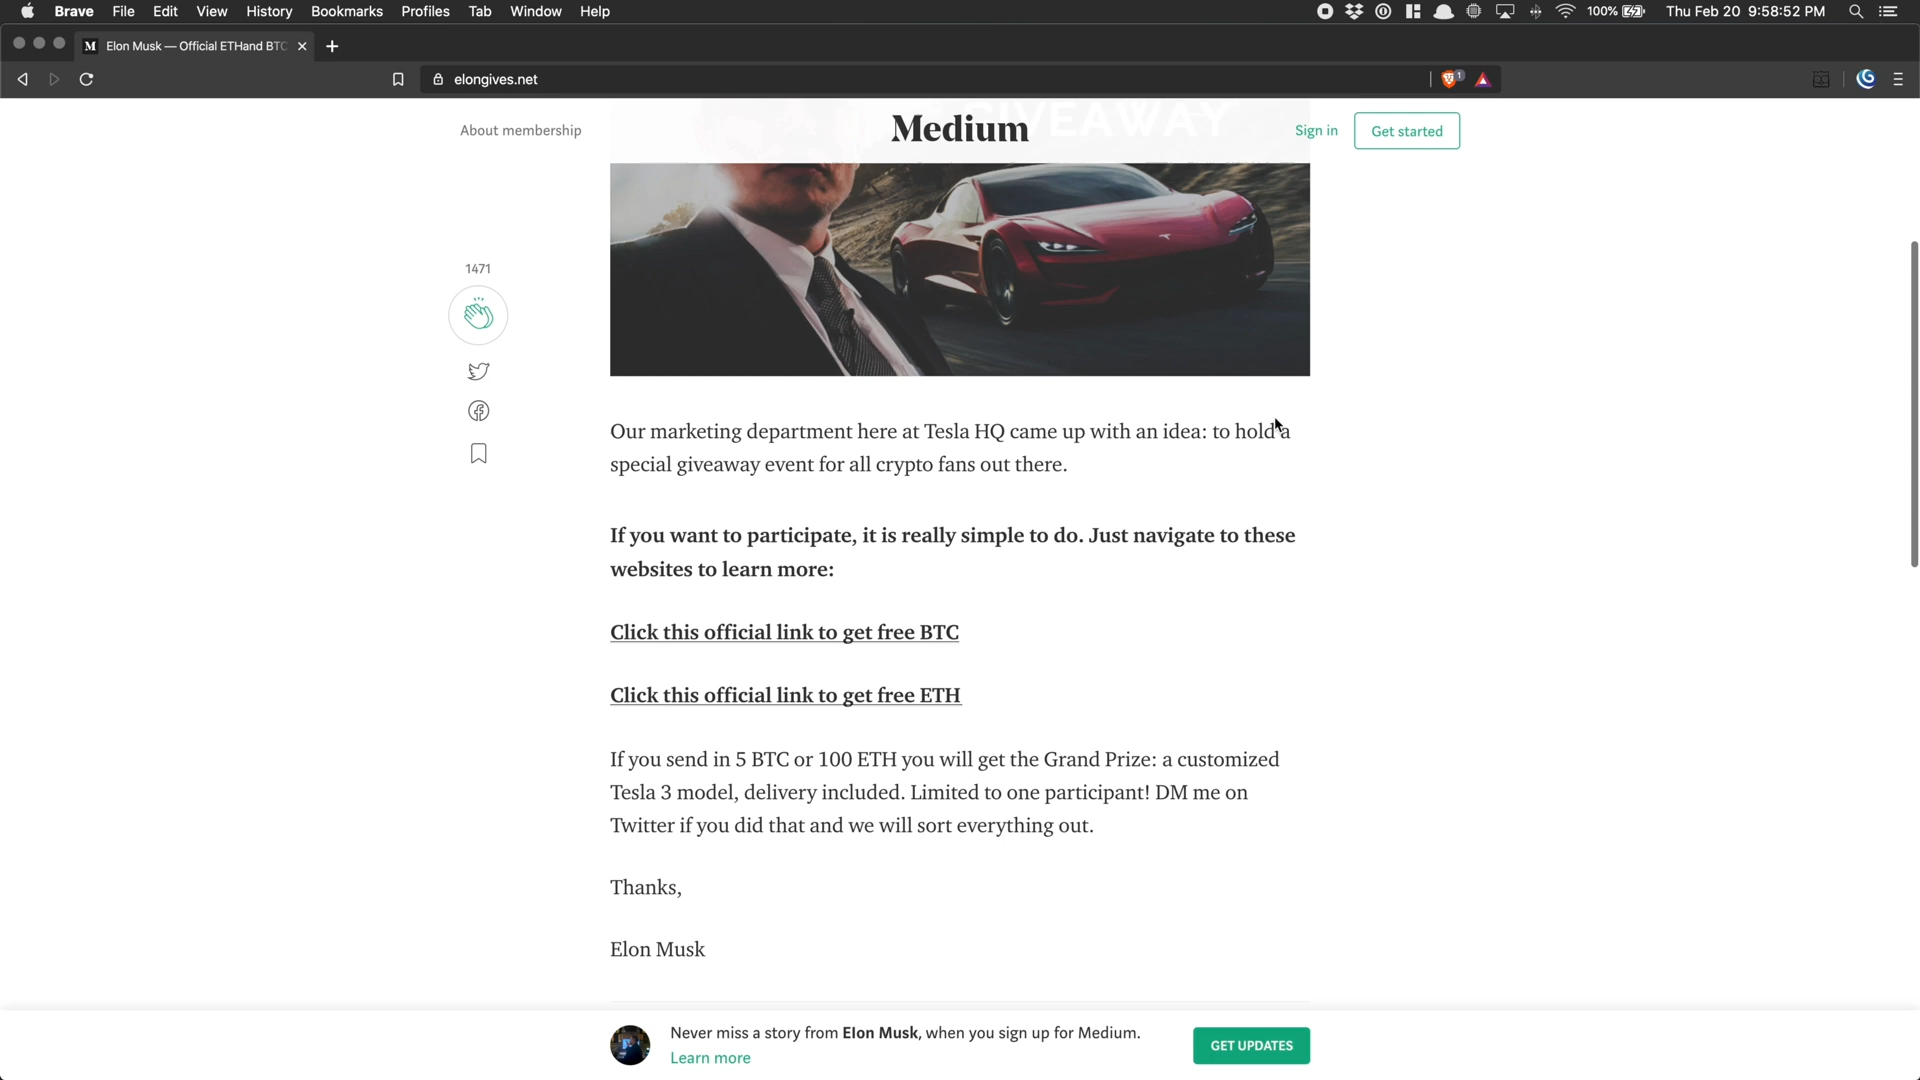 Brave File Edit View History Bookmarks Profiles Tab Window Help 100% Thu Feb 20 9:58:52 PM
M Elon Musk — Official ETHand BTC
elongives.net 1
GIVEAWAY
About membership Medium Sign in Get started
1471
Our marketing department here at Tesla HQ came up with an idea: to hold a
special giveaway event for all crypto fans out there.
If you want to participate, it is really simple to do. Just navigate to these
websites to learn more:
Click this official link to get free BTC
Click this official link to get free ETH
If you send in 5 BTC or 100 ETH you will get the Grand Prize: a customized
Tesla 3 model, delivery included. Limited to one participant! DM me on
Twitter if you did that and we will sort everything out.
Thanks,
Elon Musk
Never miss a story from Elon Musk, when you sign up for Medium.
Learn more
GET UPDATES